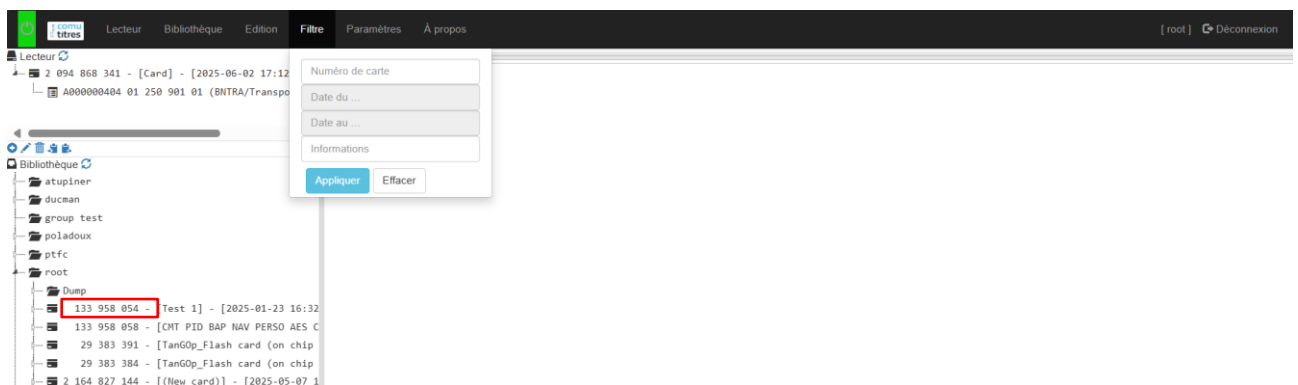 comu titres Lecteur Bibliothèque Edition Filtre Paramètres À propos [ root ] Déconnexion
Lecteur
2 094 868 341 - [Card] - [2025-06-02 17:12
A000000404 01 250 901 01 (BNTRA/Transpo
Numéro de carte
Date du ...
Date au ...
Informations
Appliquer Effacer
Bibliothèque
atupiner
ducman
group test
poladoux
ptfc
root
Dump
133 958 054 - [Test 1] - [2025-01-23 16:32
133 958 058 - [CMT PID BAP NAV PERSO AES C
29 383 391 - [TanGOp_Flash card (on chip
29 383 384 - [TanGOp_Flash card (on chip
2 164 827 144 - [(New card)] - [2025-05-07 1